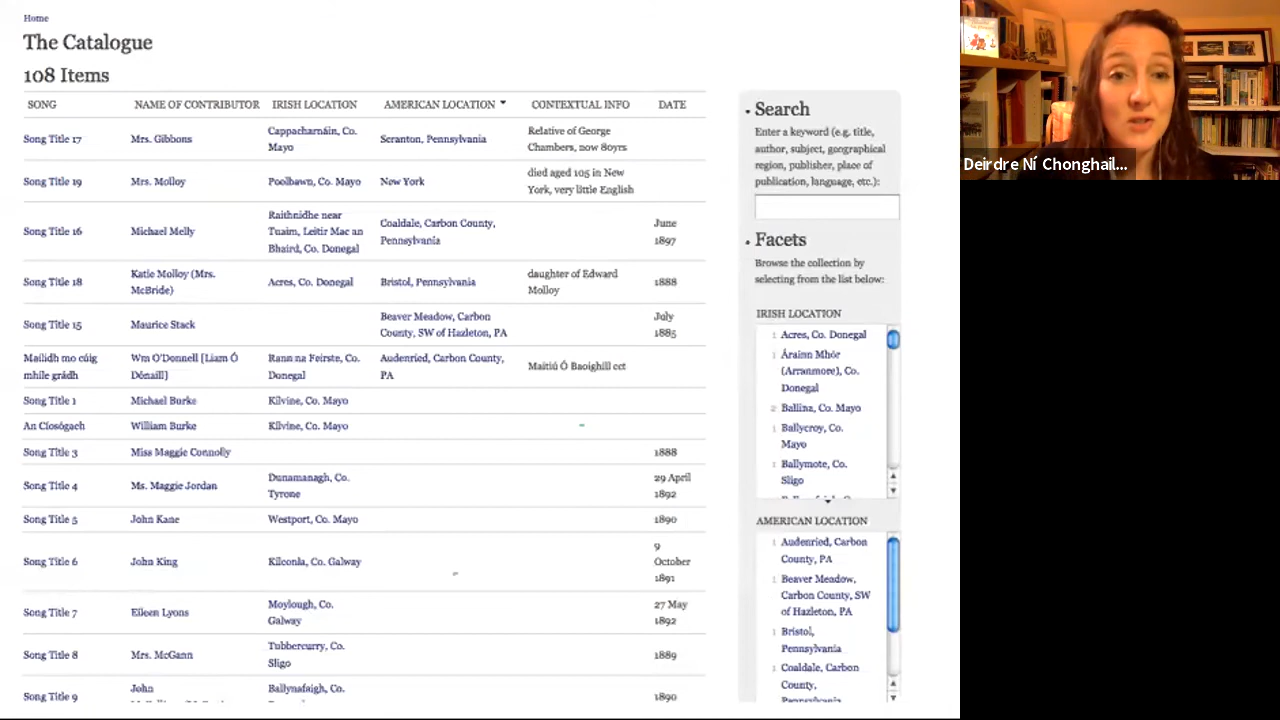 Home
The Catalogue
108 Items
SONG NAME OF CONTRIBUTOR IRISH LOCATION AMERICAN LOCATION CONTEXTUAL INFO DATE
Song Title 17 Mrs. Gibbons Cappacharnáin, Co. Mayo Scranton, Pennsylvania Relative of George Chambers, now 80yrs
Song Title 19 Mrs. Molloy Poolbawn, Co. Mayo New York died aged 105 in New York, very little English
Song Title 16 Michael Melly Raithnidhe near Tuaim, Leitir Mac an Bhaird, Co. Donegal Coaldale, Carbon County, Pennsylvania June 1897
Song Title 18 Katie Molloy (Mrs. McBride) Acres, Co. Donegal Bristol, Pennsylvania daughter of Edward Molloy 1888
Song Title 15 Maurice Stack Beaver Meadow, Carbon County, SW of Hazleton, PA July 1885
Mailidh mo cúig mhile grádh Wm O'Donnell [Liam Ó Dónaill] Rann na Feirste, Co. Donegal Audenried, Carbon County, PA Maitiú Ó Baoighill cct
Song Title 1 Michael Burke Kilvine, Co. Mayo
An Cíosógach William Burke Kilvine, Co. Mayo
Song Title 3 Miss Maggie Connolly 1888
Song Title 4 Ms. Maggie Jordan Dunamanagh, Co. Tyrone 29 April 1892
Song Title 5 John Kane Westport, Co. Mayo 1890
Song Title 6 John King Kilconla, Co. Galway 9 October 1891
Song Title 7 Eileen Lyons Moylough, Co. Galway 27 May 1892
Song Title 8 Mrs. McGann Tubbercurry, Co. Sligo 1889
Song Title 9 John Ballynafaigh, Co. 1890
Search
Enter a keyword (e.g. title,
author, subject, geographical
region, publisher, place of
publication, language, etc.):
Facets
Browse the collection by
selecting from the list below:
IRISH LOCATION
1 Acres, Co. Donegal
1 Árainn Mhór
(Arranmore), Co.
Donegal
2 Ballina, Co. Mayo
1 Ballycroy, Co.
Mayo
1 Ballymote, Co.
Sligo
AMERICAN LOCATION
1 Audenried, Carbon
County, PA
1 Beaver Meadow,
Carbon County, SW
of Hazleton, PA
1 Bristol,
Pennsylvania
1 Coaldale, Carbon
County,
Pennsylvania
Deirdre Ní Chonghail...